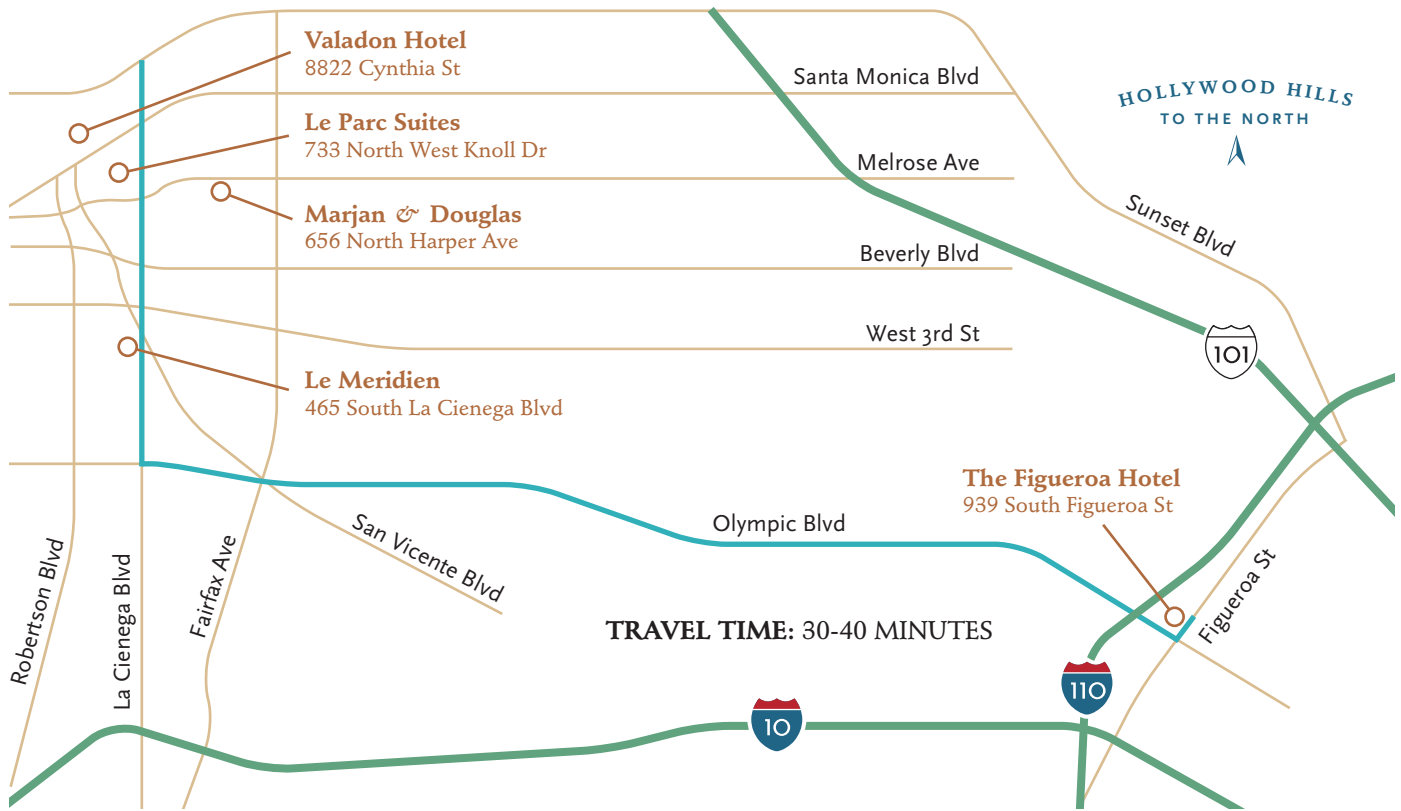 Valadon Hotel
8822 Cynthia St
Santa Monica Blvd
HOLLYWOOD HILLS
TO THE NORTH
Le Parc Suites
733 North West Knoll Dr
Melrose Ave
Marjan & Douglas
656 North Harper Ave
Sunset Blvd
Beverly Blvd
West 3rd St
101
Le Meridien
465 South La Cienega Blvd
The Figueroa Hotel
939 South Figueroa St
Olympic Blvd
San Vicente Blvd
Robertson Blvd
La Cienega Blvd
Fairfax Ave
Figueroa St
TRAVEL TIME: 30-40 MINUTES
110
10